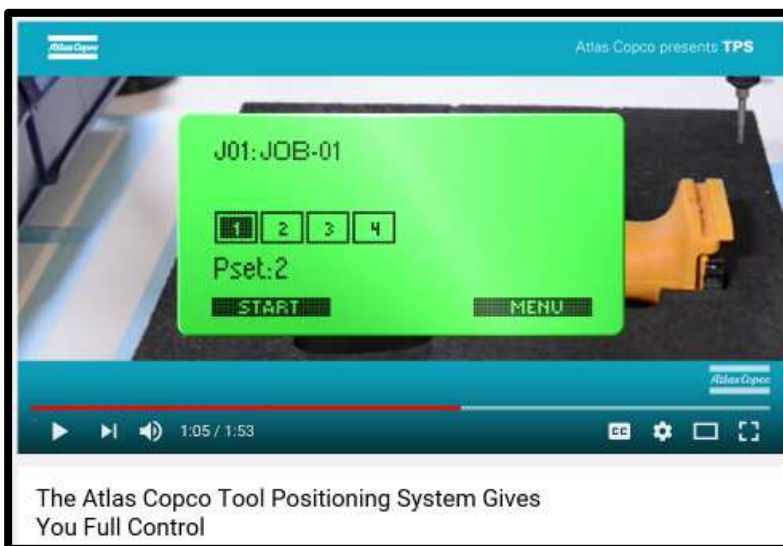 Atlas Copco
Atlas Copco presents TPS
J01:JOB-01
1 2 3 4
Pset:2
START MENU
Atlas Copco
1:05 / 1:53 CC
The Atlas Copco Tool Positioning System Gives
You Full Control